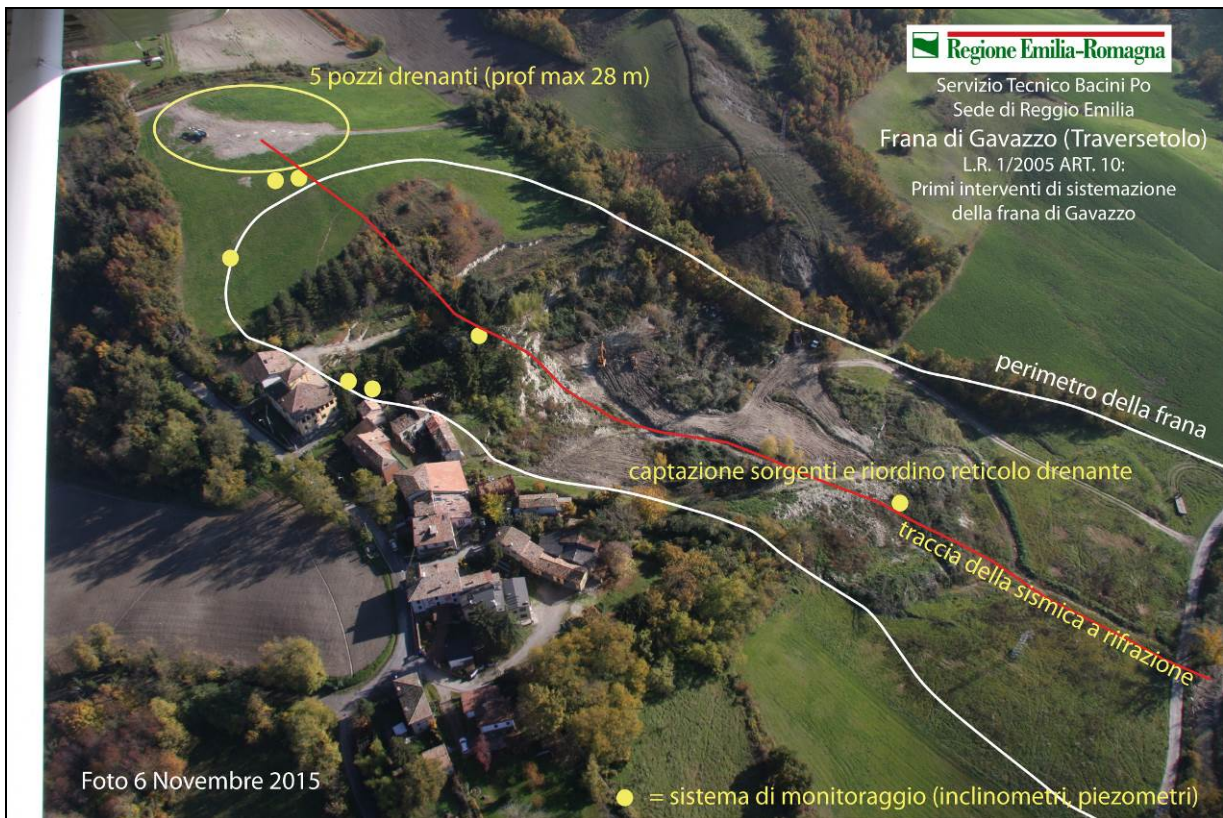 5 pozzi drenanti (prof max 28 m)
Regione Emilia-Romagna
Servizio Tecnico Bacini Po
Sede di Reggio Emilia
Frana di Gavazzo (Traversetolo)
L.R. 1/2005 ART. 10:
Primi interventi di sistemazione
della frana di Gavazzo
perimetro della frana
captazione sorgenti e riordino reticolo drenante
traccia della sismica a rifrazione
Foto 6 Novembre 2015
= sistema di monitoraggio (inclinometri, piezometri)